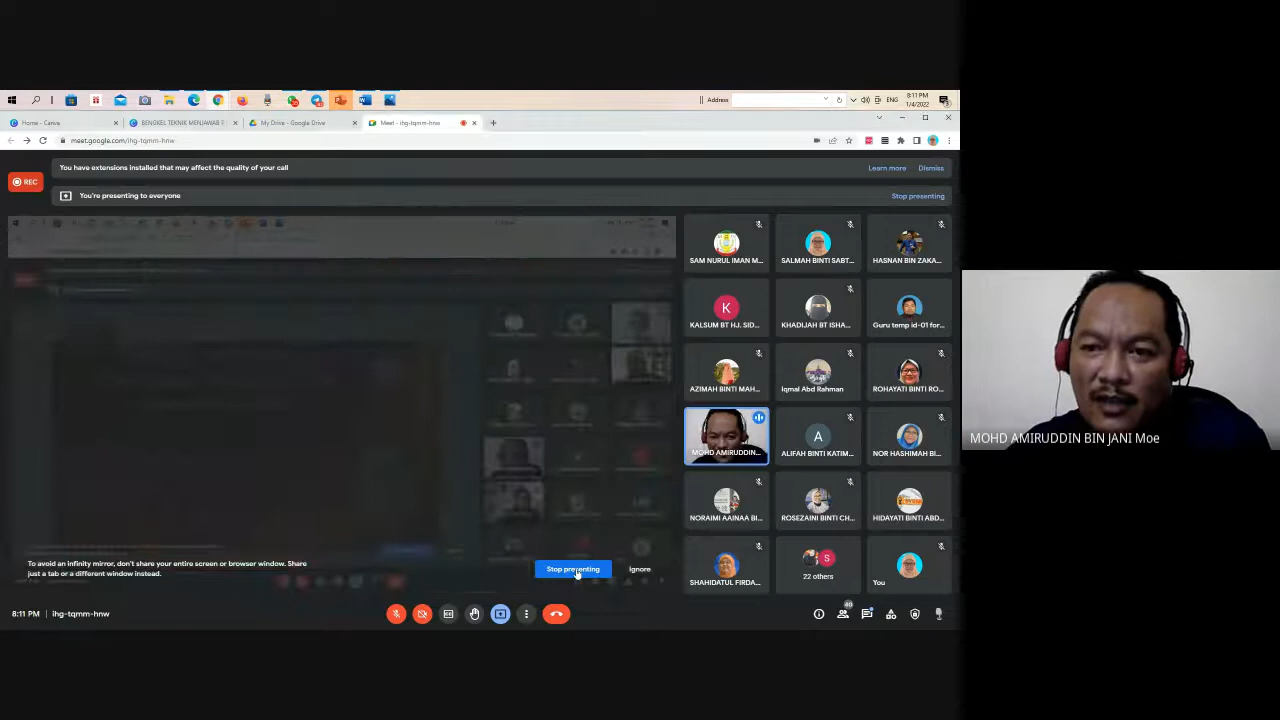 Address
ENG
8:11 PM
1/4/2022
Home - Canva
BENGKEL TEKNIK MENJAWAB
My Drive - Google Drive
Meet - ihg-tqmm-hnw
meet.google.com/ihg-tqmm-hnw
REC
You have extensions installed that may affect the quality of your call
Learn more
Dismiss
You're presenting to everyone
Stop presenting
SAM NURUL IMAN M...
SALMAH BINTI SABT...
HASNAN BIN ZAKA...
K
KALSUM BT HJ. SID...
KHADIJAH BT ISHA...
Guru temp id-01 for...
AZIMAH BINTI MAH...
Iqmal Abd Rahman
ROHAYATI BINTI RO...
MOHD AMIRUDDIN...
A
ALIFAH BINTI KATIM...
NOR HASHIMAH BI...
MOHD AMIRUDDIN BIN JANI Moe
NORAIMI AAINAA BI...
ROSEZAINI BINTI CH...
HIDAYATI BINTI ABD...
To avoid an infinity mirror, don't share your entire screen or browser window. Share
just a tab or a different window instead.
Stop presenting
Ignore
SHAHIDATUL FIRDA...
S
22 others
You
8:11 PM | ihg-tqmm-hnw
40